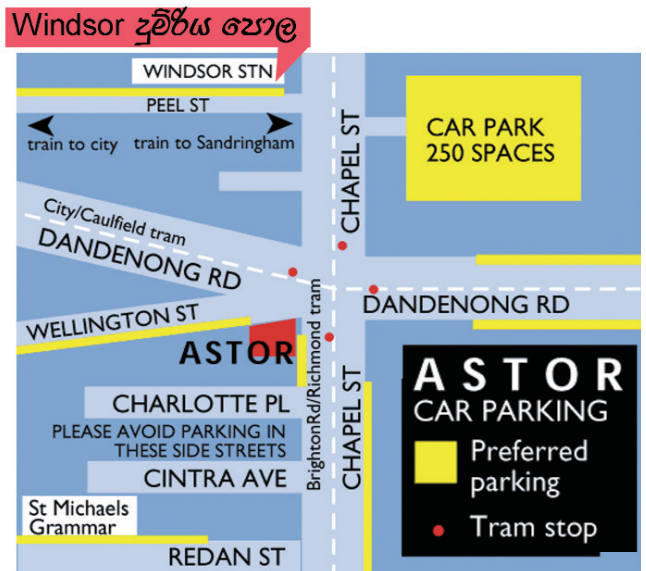 Windsor දුම්රිය පොල
WINDSOR STN
PEEL ST
train to city
train to Sandringham
CHAPEL ST
CAR PARK
250 SPACES
City/Caulfield tram
DANDENONG RD
DANDENONG RD
WELLINGTON ST
ASTOR
BrightonRd/Richmond tram
CHAPEL ST
CHARLOTTE PL
PLEASE AVOID PARKING IN
THESE SIDE STREETS
CINTRA AVE
St Michaels
Grammar
REDAN ST
ASTOR
CAR PARKING
Preferred
parking
Tram stop